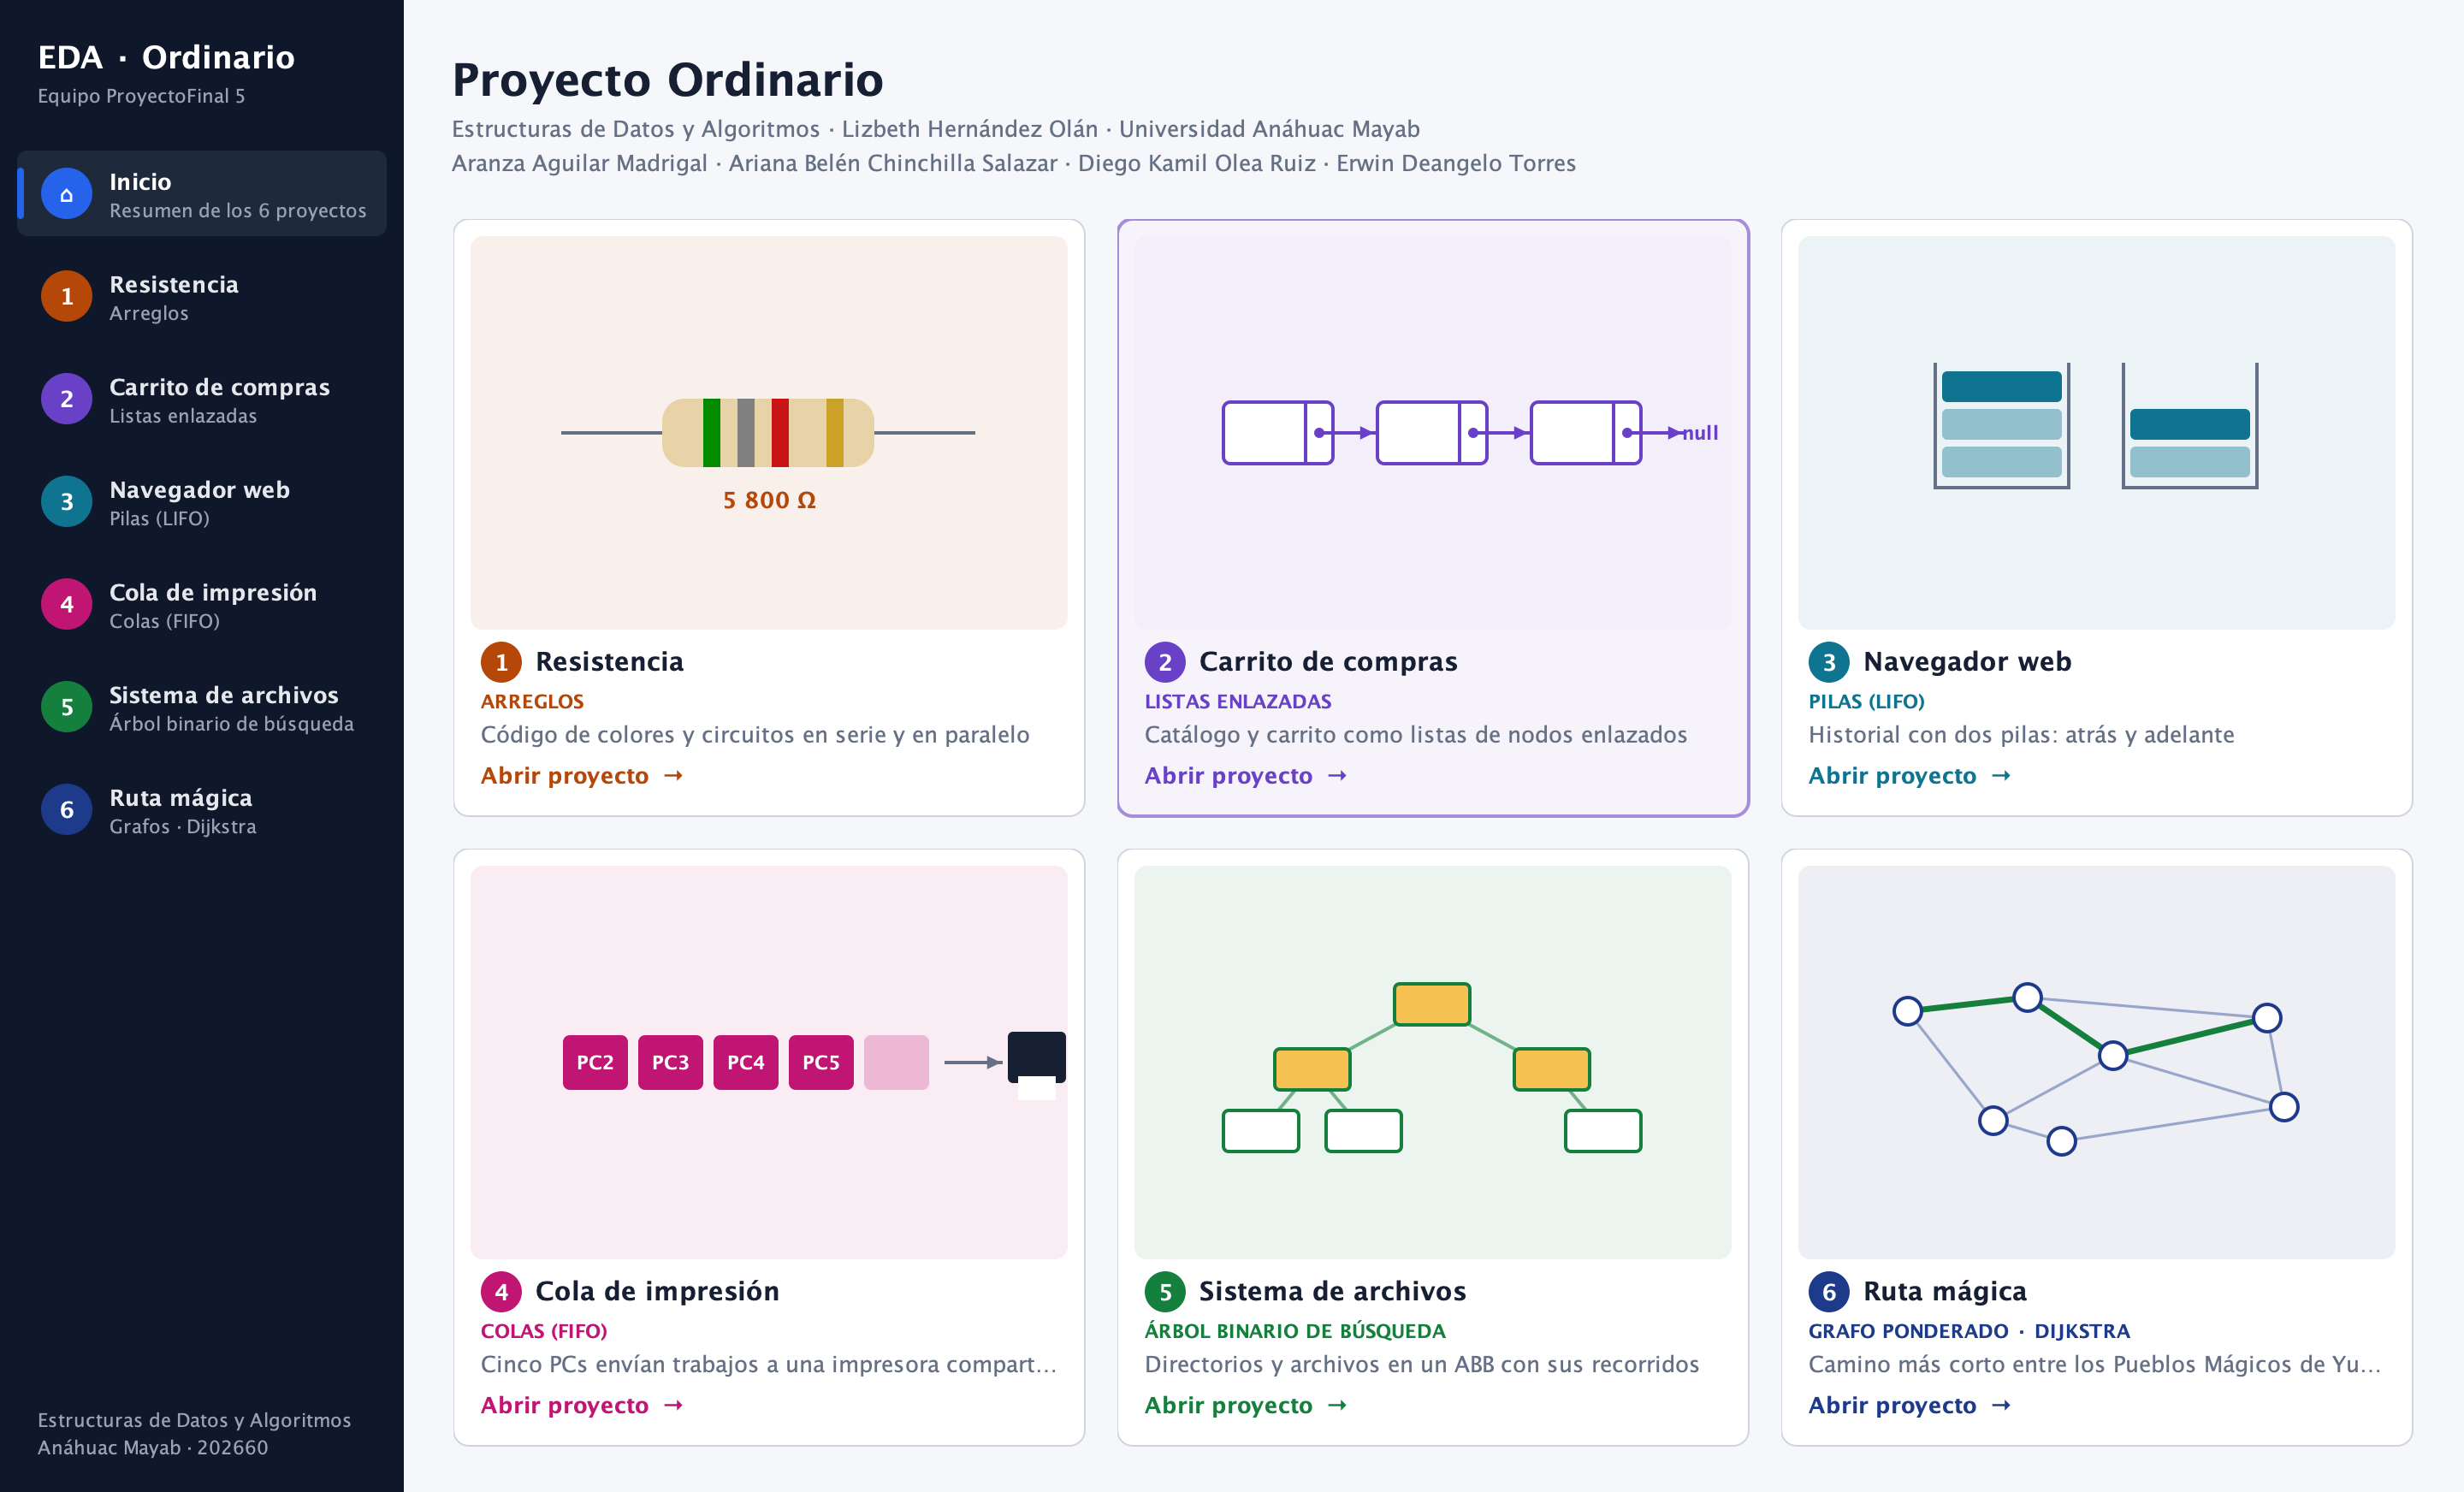 EDA · Ordinario
Equipo ProyectoFinal 5
Inicio
Resumen de los 6 proyectos
1
Resistencia
Arreglos
2
Carrito de compras
Listas enlazadas
3
Navegador web
Pilas (LIFO)
4
Cola de impresión
Colas (FIFO)
5
Sistema de archivos
Árbol binario de búsqueda
6
Ruta mágica
Grafos · Dijkstra
Estructuras de Datos y Algoritmos
Anáhuac Mayab · 202660
Proyecto Ordinario
Estructuras de Datos y Algoritmos · Lizbeth Hernández Olán · Universidad Anáhuac Mayab
Aranza Aguilar Madrigal · Ariana Belén Chinchilla Salazar · Diego Kamil Olea Ruiz · Erwin Deangelo Torres
5 800 Ω
1 Resistencia
ARREGLOS
Código de colores y circuitos en serie y en paralelo
Abrir proyecto →
null
2 Carrito de compras
LISTAS ENLAZADAS
Catálogo y carrito como listas de nodos enlazados
Abrir proyecto →
3 Navegador web
PILAS (LIFO)
Historial con dos pilas: atrás y adelante
Abrir proyecto →
PC2 PC3 PC4 PC5
4 Cola de impresión
COLAS (FIFO)
Cinco PCs envían trabajos a una impresora compart...
Abrir proyecto →
5 Sistema de archivos
ÁRBOL BINARIO DE BÚSQUEDA
Directorios y archivos en un ABB con sus recorridos
Abrir proyecto →
6 Ruta mágica
GRAFO PONDERADO · DIJKSTRA
Camino más corto entre los Pueblos Mágicos de Yu...
Abrir proyecto →